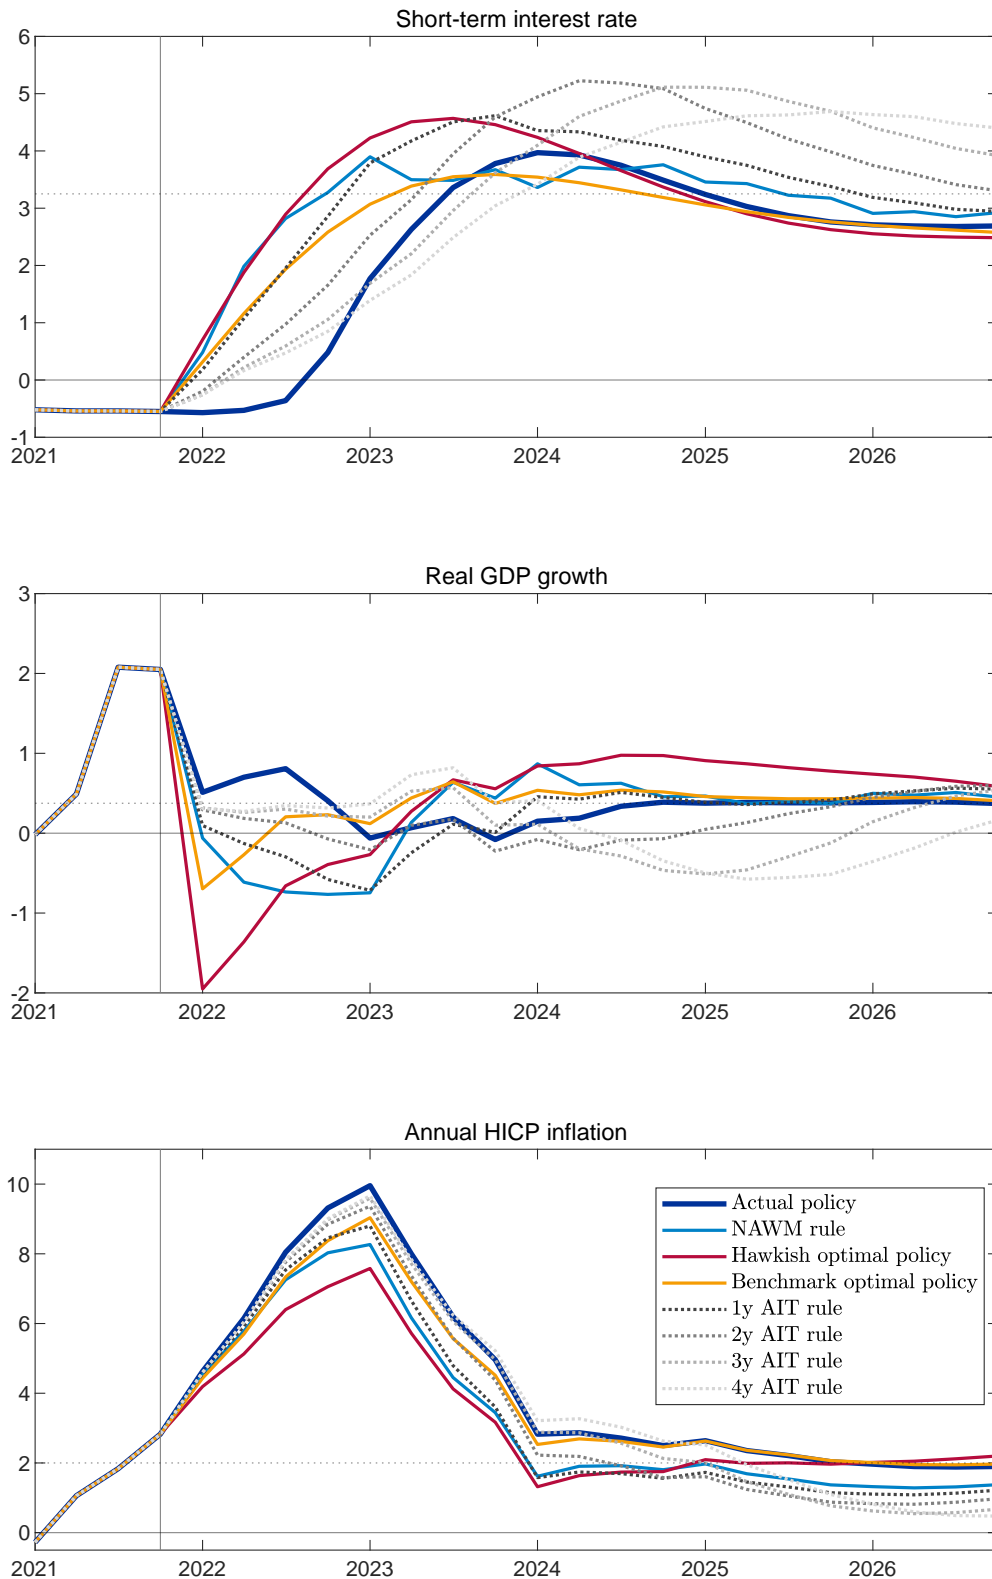 Short-term interest rate
6
5
4
3
2
1
0
-1
2021 2022 2023 2024 2025 2026
Real GDP growth
3
2
1
0
-1
-2
2021 2022 2023 2024 2025 2026
Annual HICP inflation
10
8
6
4
2
0
Actual policy
NAWM rule
Hawkish optimal policy
Benchmark optimal policy
1y AIT rule
2y AIT rule
3y AIT rule
4y AIT rule
2021 2022 2023 2024 2025 2026